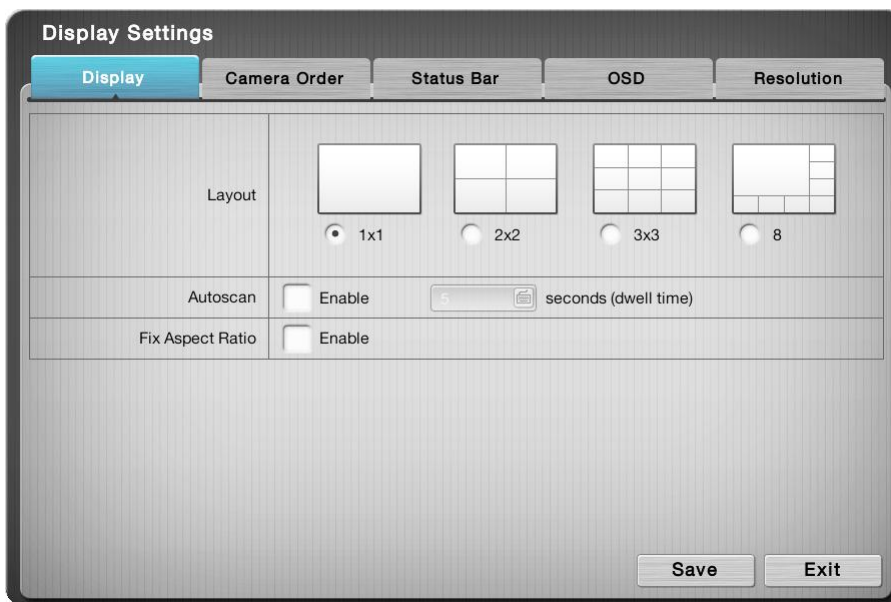 Display Settings
Display Camera Order Status Bar OSD Resolution
Layout
1x1 2x2 3x3 8
Autoscan Enable 5 seconds (dwell time)
Fix Aspect Ratio Enable
Save Exit